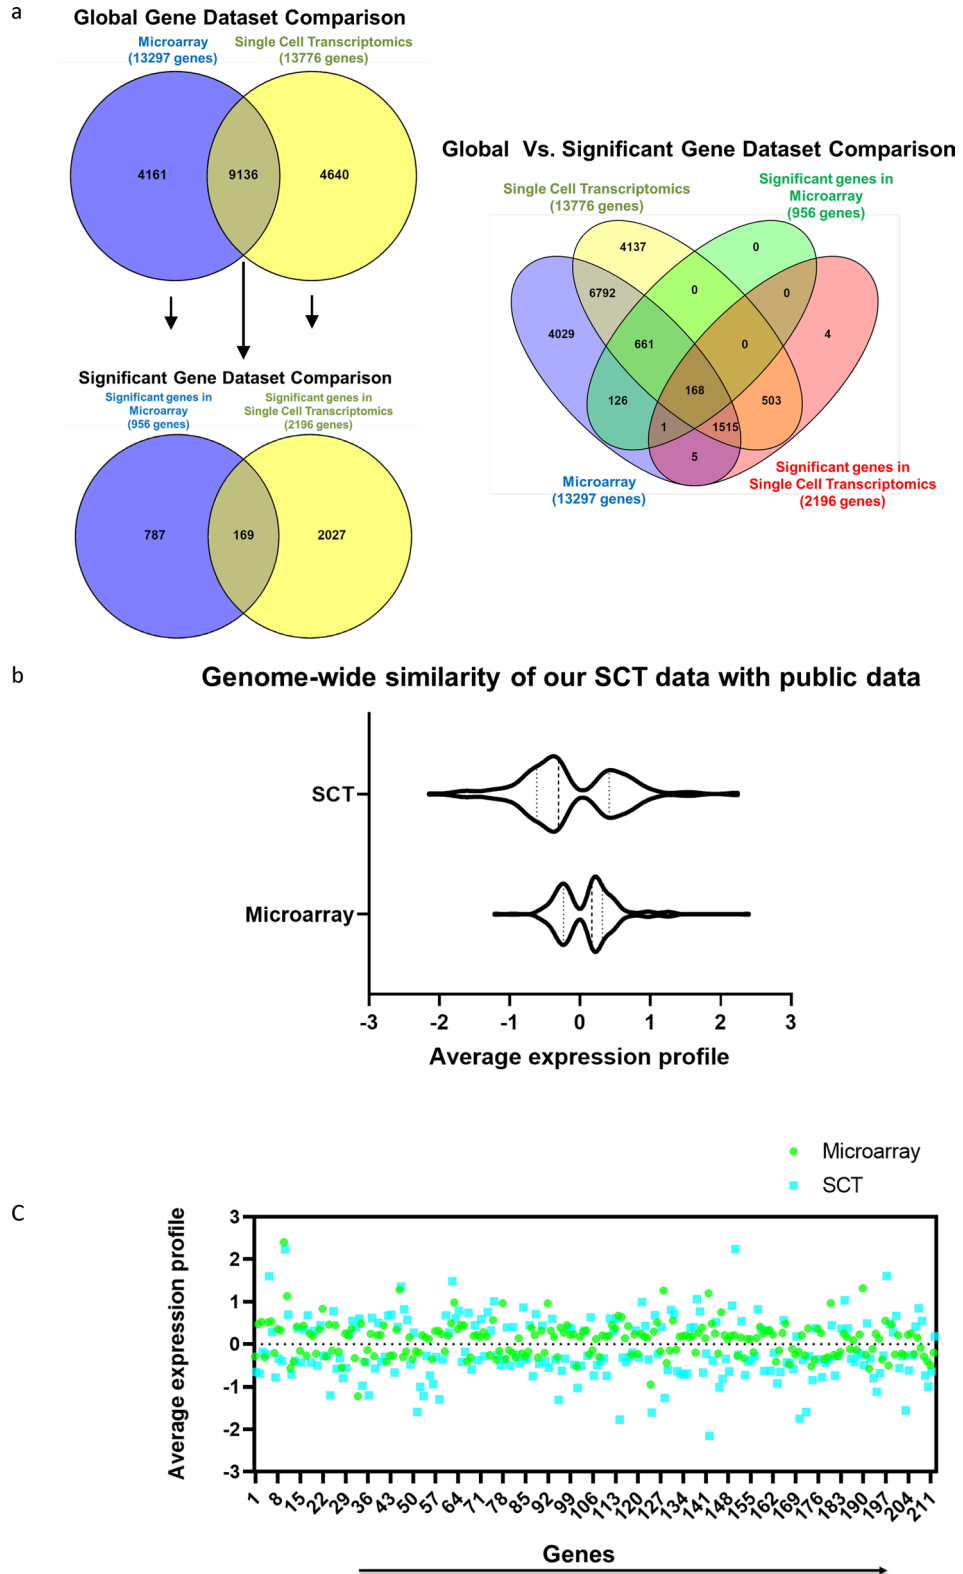 a
Global Gene Dataset Comparison
Microarray
(13297 genes)
Single Cell Transcriptomics
(13776 genes)
4161
9136
4640
Significant Gene Dataset Comparison
Significant genes in
Microarray
(956 genes)
Significant genes in
Single Cell Transcriptomics
(2196 genes)
787
169
2027
Global Vs. Significant Gene Dataset Comparison
Single Cell Transcriptomics
(13776 genes)
Significant genes in
Microarray
(956 genes)
4137
0
6792
0
0
4029
661
0
4
126
168
503
1
1515
5
Microarray
(13297 genes)
Significant genes in
Single Cell Transcriptomics
(2196 genes)
b
Genome-wide similarity of our SCT data with public data
SCT
Microarray
-3 -2 -1 0 1 2 3
Average expression profile
C
Microarray
SCT
Average expression profile
3
2
1
0
-1
-2
-3
1 8 15 22 29 36 43 50 57 64 71 78 85 92 99 106 113 120 127 134 141 148 155 162 169 176 183 190 197 204 211
Genes